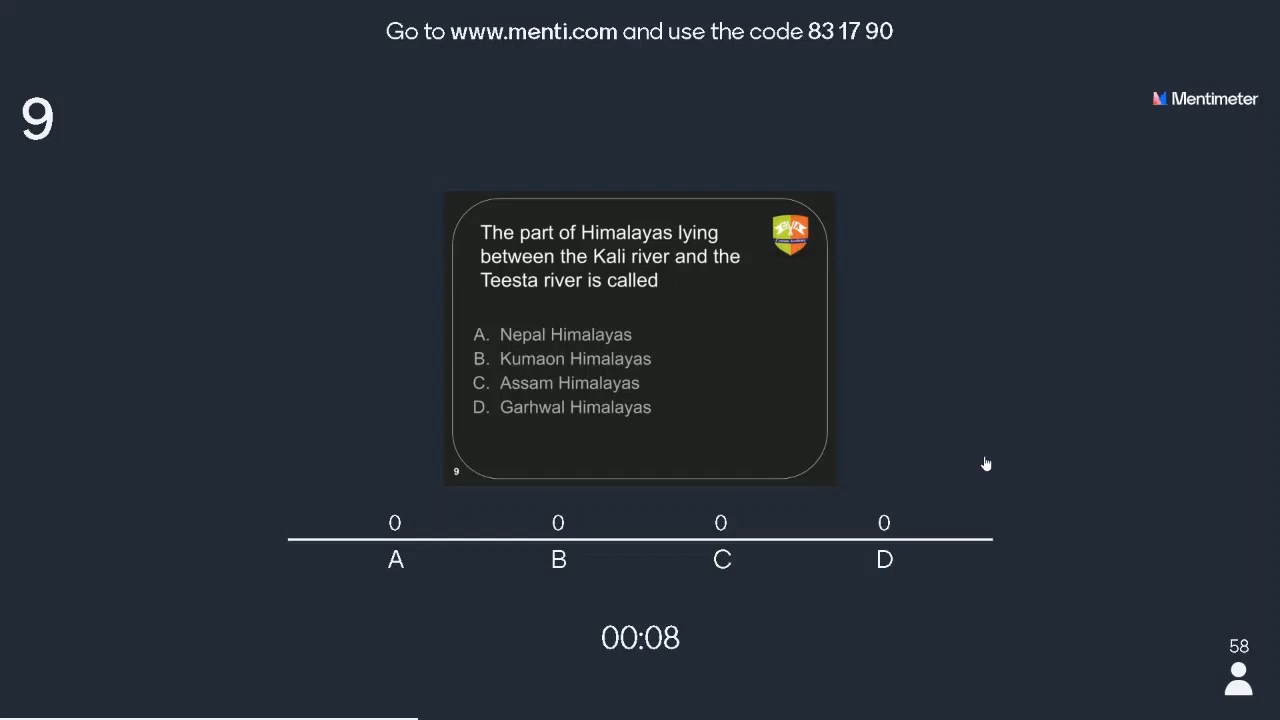 Go to www.menti.com and use the code 83 17 90
9
Mentimeter
The part of Himalayas lying
between the Kali river and the
Teesta river is called
A. Nepal Himalayas
B. Kumaon Himalayas
C. Assam Himalayas
D. Garhwal Himalayas
9
0 0 0 0
A B C D
00:08
58